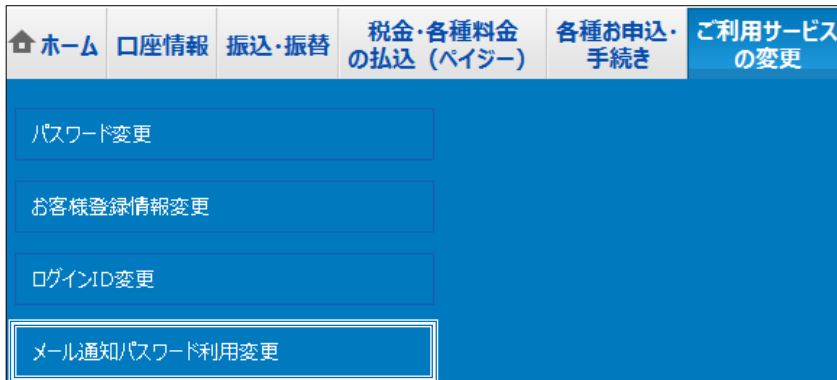 ホーム
口座情報
振込・振替
税金・各種料金
の払込（ペイジー）
各種お申込・
手続き
ご利用サービス
の変更
パスワード変更
お客様登録情報変更
ログインID変更
メール通知パスワード利用変更